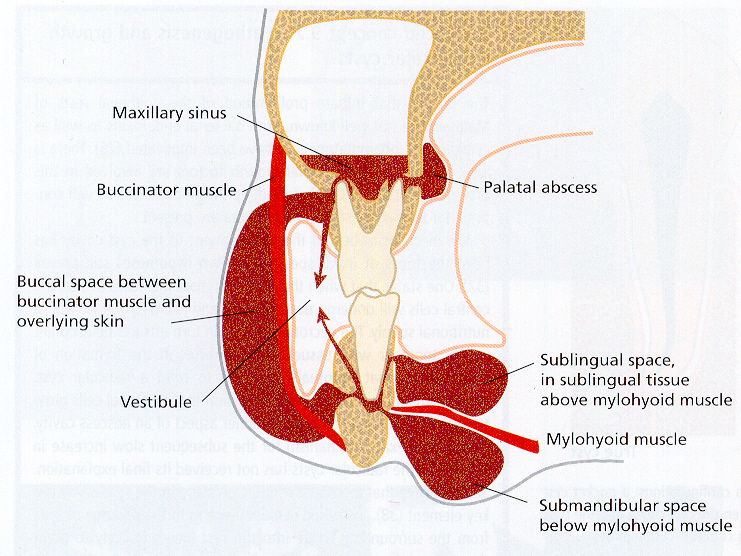 Maxillary sinus
Buccinator muscle
Palatal abscess
Buccal space between
buccinator muscle and
overlying skin
Vestibule
Sublingual space,
in sublingual tissue
above mylohyoid muscle
Mylohyoid muscle
Submandibular space
below mylohyoid muscle